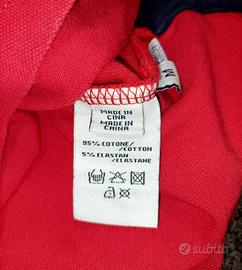 MADE IN
CINA
MADE IN
CHINA
95% COTONE/
/COTTON
5% ELASTAN
/ELASTANE
M
subito